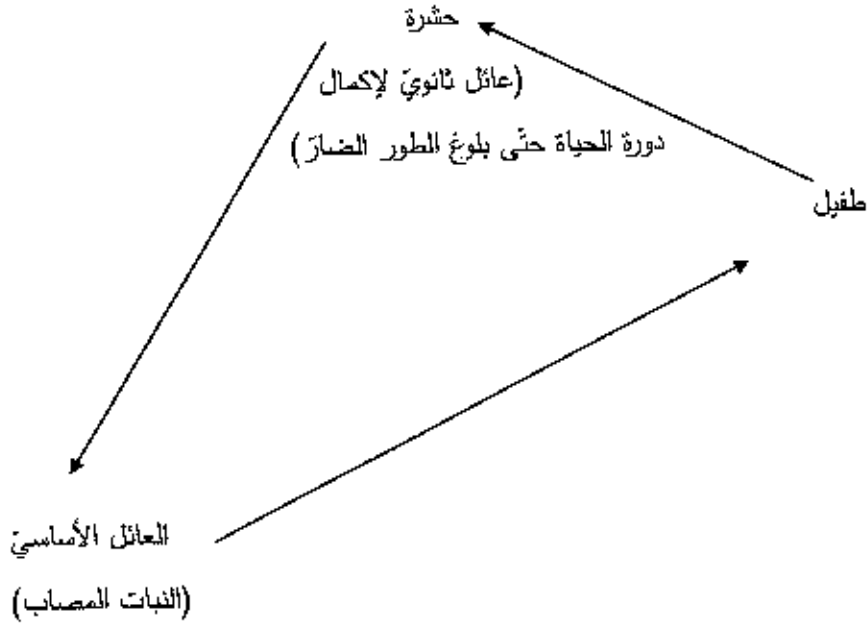 حشرة
(عائل ثانويّ لإكمال
دورة الحياة حتّى بلوغ الطور الضارّ)
طفيل
العائل الأساسيّ
(النبات المصاب)